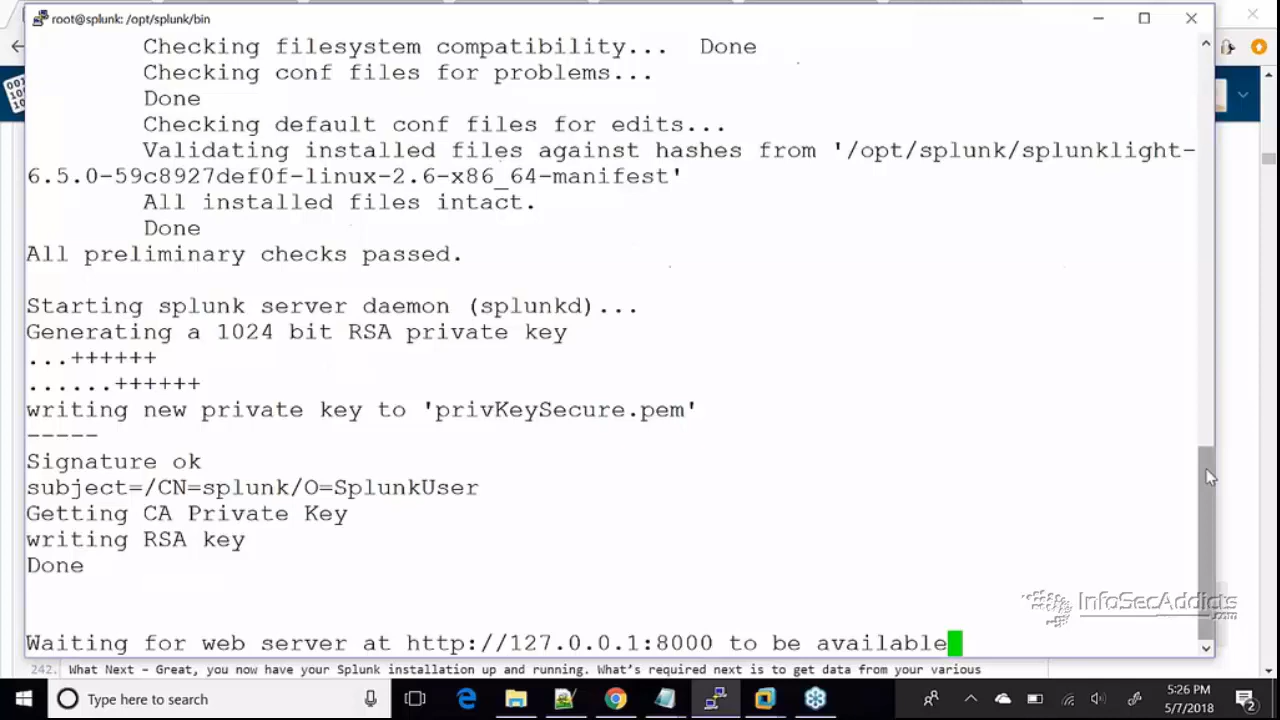 root@splunk: /opt/splunk/bin
Checking filesystem compatibility... Done
Checking conf files for problems...
Done
Checking default conf files for edits...
Validating installed files against hashes from '/opt/splunk/splunklight-
6.5.0-59c8927def0f-linux-2.6-x86_64-manifest'
All installed files intact.
Done
All preliminary checks passed.
Starting splunk server daemon (splunkd)...
Generating a 1024 bit RSA private key
...++++++
......++++++
writing new private key to 'privKeySecure.pem'
-----
Signature ok
subject=/CN=splunk/O=SplunkUser
Getting CA Private Key
writing RSA key
Done
InfoSecAddicts
.com
Waiting for web server at http://127.0.0.1:8000 to be available
242. What Next – Great, you now have your Splunk installation up and running. What's required next is to get data from your various
Type here to search
5:26 PM
5/7/2018
2